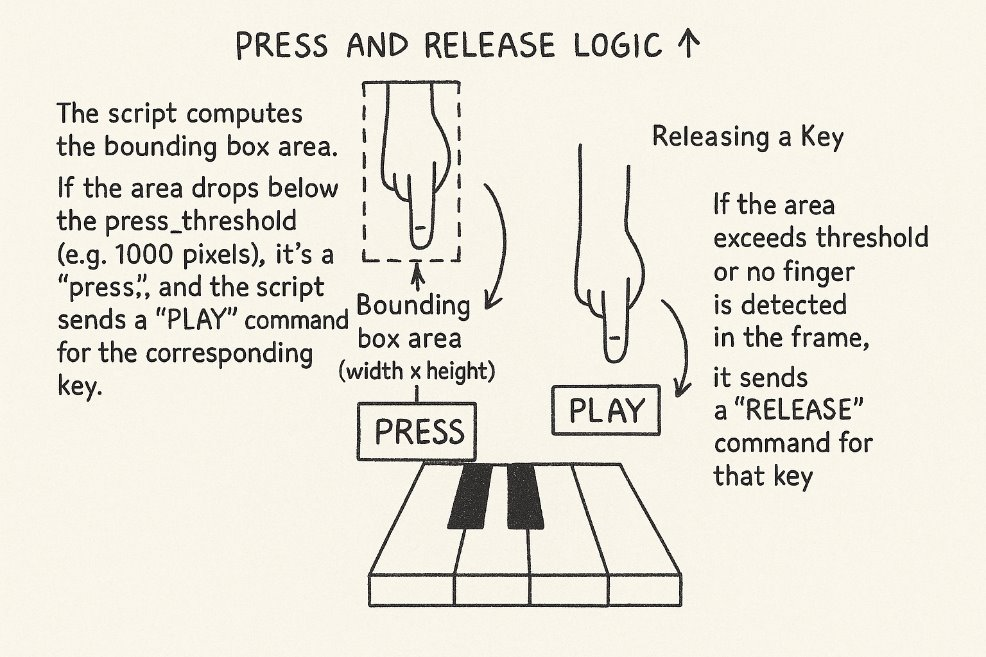 PRESS AND RELEASE LOGIC ↑
The script computes
the bounding box area.
If the area drops below
the press_threshold
(e.g. 1000 pixels), it's a
“press,”, and the script
sends a “PLAY” command
for the corresponding
key.
Bounding
box area
(width x height)
PRESS
Releasing a Key
If the area
exceeds threshold
or no finger
is detected
in the frame,
it sends
a “RELEASE”
command for
that key
PLAY